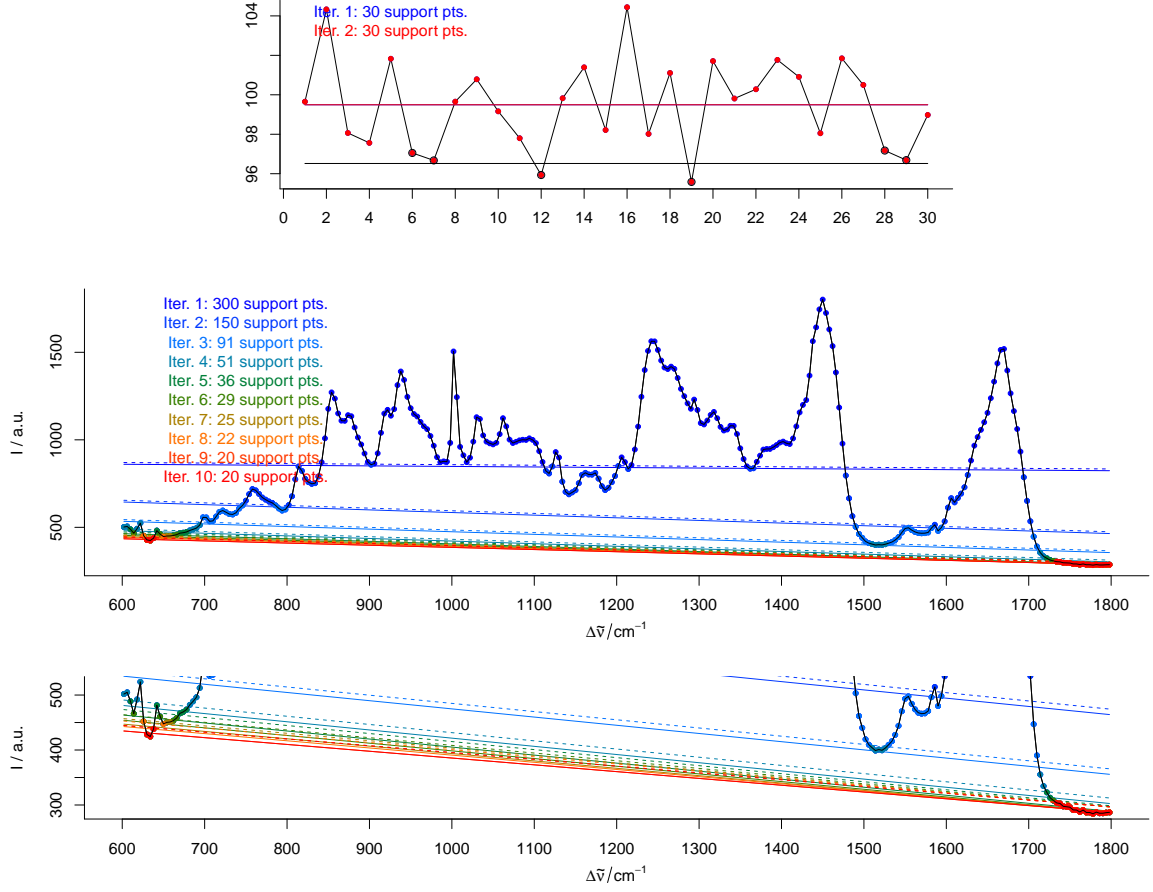 Iter. 1: 30 support pts.
Iter. 2: 30 support pts.
104
100
98
96
0 2 4 6 8 10 12 14 16 18 20 22 24 26 28 30
Iter. 1: 300 support pts.
Iter. 2: 150 support pts.
Iter. 3: 91 support pts.
Iter. 4: 51 support pts.
Iter. 5: 36 support pts.
Iter. 6: 29 support pts.
Iter. 7: 25 support pts.
Iter. 8: 22 support pts.
Iter. 9: 20 support pts.
Iter. 10: 20 support pts.
I / a.u.
1500
1000
500
600 700 800 900 1000 1100 1200 1300 1400 1500 1600 1700 1800
Δν̃/cm⁻¹
I / a.u.
500
400
300
600 700 800 900 1000 1100 1200 1300 1400 1500 1600 1700 1800
Δν̃/cm⁻¹